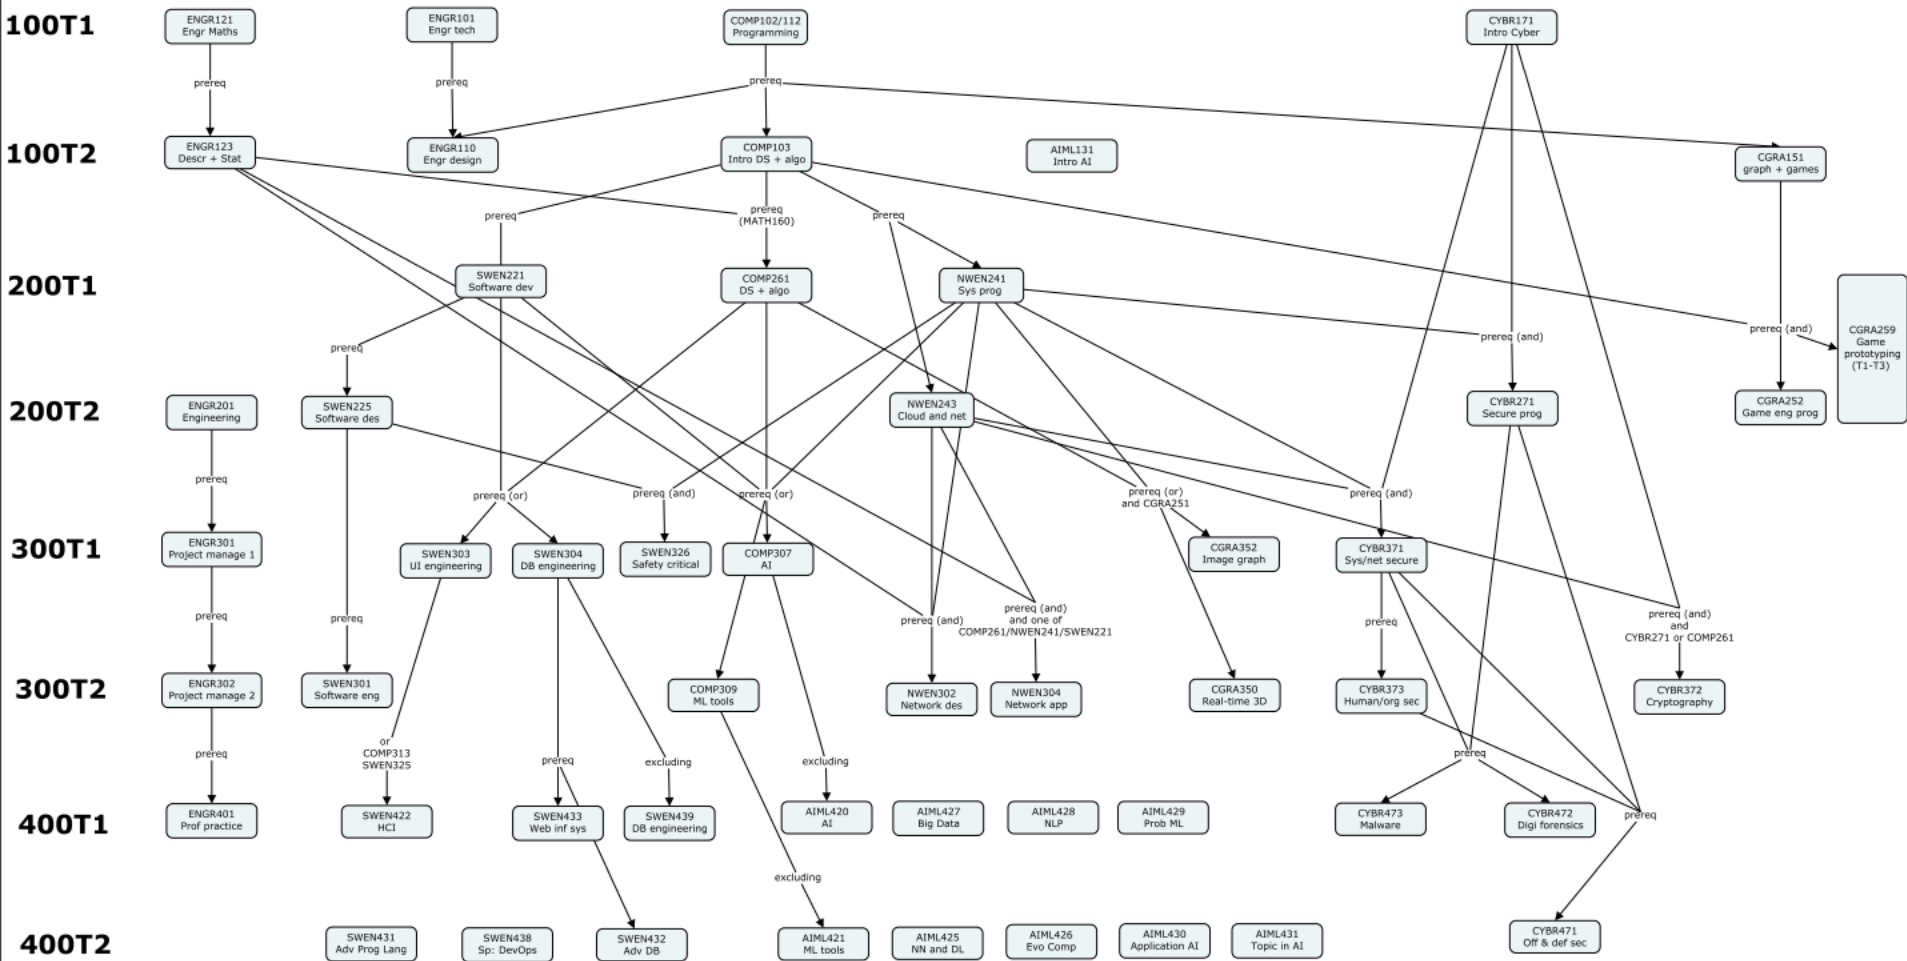 100T1
ENGR121
Engr Maths
ENGR101
Engr tech
COMP102/112
Programming
CYBR171
Intro Cyber
prereq
prereq
prereq
100T2
ENGR123
Descr + Stat
ENGR110
Engr design
COMP103
Intro DS + algo
AIML131
Intro AI
CGRA151
graph + games
prereq
prereq
(MATH160)
prereq
200T1
SWEN221
Software dev
COMP261
DS + algo
NWEN241
Sys prog
prereq
prereq (and)
prereq (and)
CGRA259
Game
prototyping
(T1-T3)
200T2
ENGR201
Engineering
SWEN225
Software des
NWEN243
Cloud and net
CYBR271
Secure prog
CGRA252
Game eng prog
prereq
prereq (or)
prereq (and)
prereq (or)
prereq (or)
and CGRA251
prereq (and)
300T1
ENGR301
Project manage 1
SWEN303
UI engineering
SWEN304
DB engineering
SWEN326
Safety critical
COMP307
AI
CGRA352
Image graph
CYBR371
Sys/net secure
prereq
prereq
prereq (and)
prereq (and)
and one of
COMP261/NWEN241/SWEN221
prereq
prereq (and)
and
CYBR271 or COMP261
300T2
ENGR302
Project manage 2
SWEN301
Software eng
COMP309
ML tools
NWEN302
Network des
NWEN304
Network app
CGRA350
Real-time 3D
CYBR373
Human/org sec
CYBR372
Cryptography
prereq
or
COMP313
SWEN325
prereq
excluding
excluding
prereq
400T1
ENGR401
Prof practice
SWEN422
HCI
SWEN433
Web inf sys
SWEN439
DB engineering
AIML420
AI
AIML427
Big Data
AIML428
NLP
AIML429
Prob ML
CYBR473
Malware
CYBR472
Digi forensics
prereq
excluding
400T2
SWEN431
Adv Prog Lang
SWEN438
Sp: DevOps
SWEN432
Adv DB
AIML421
ML tools
AIML425
NN and DL
AIML426
Evo Comp
AIML430
Application AI
AIML431
Topic in AI
CYBR471
Off & def sec